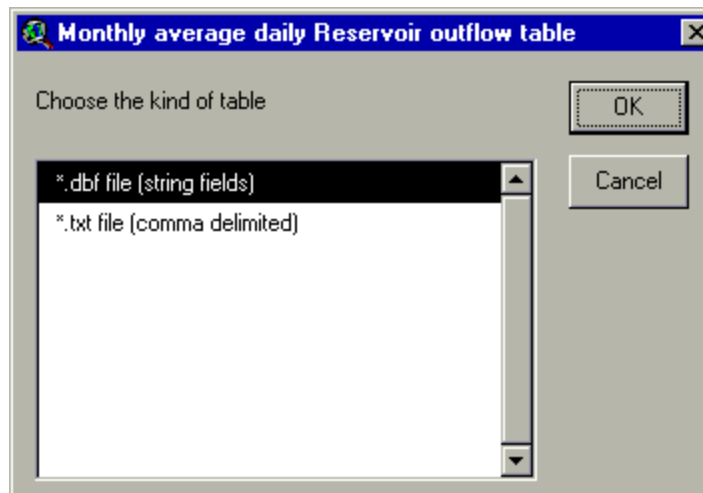 Monthly average daily Reservoir outflow table
Choose the kind of table
OK
*.dbf file (string fields)
Cancel
*.txt file (comma delimited)